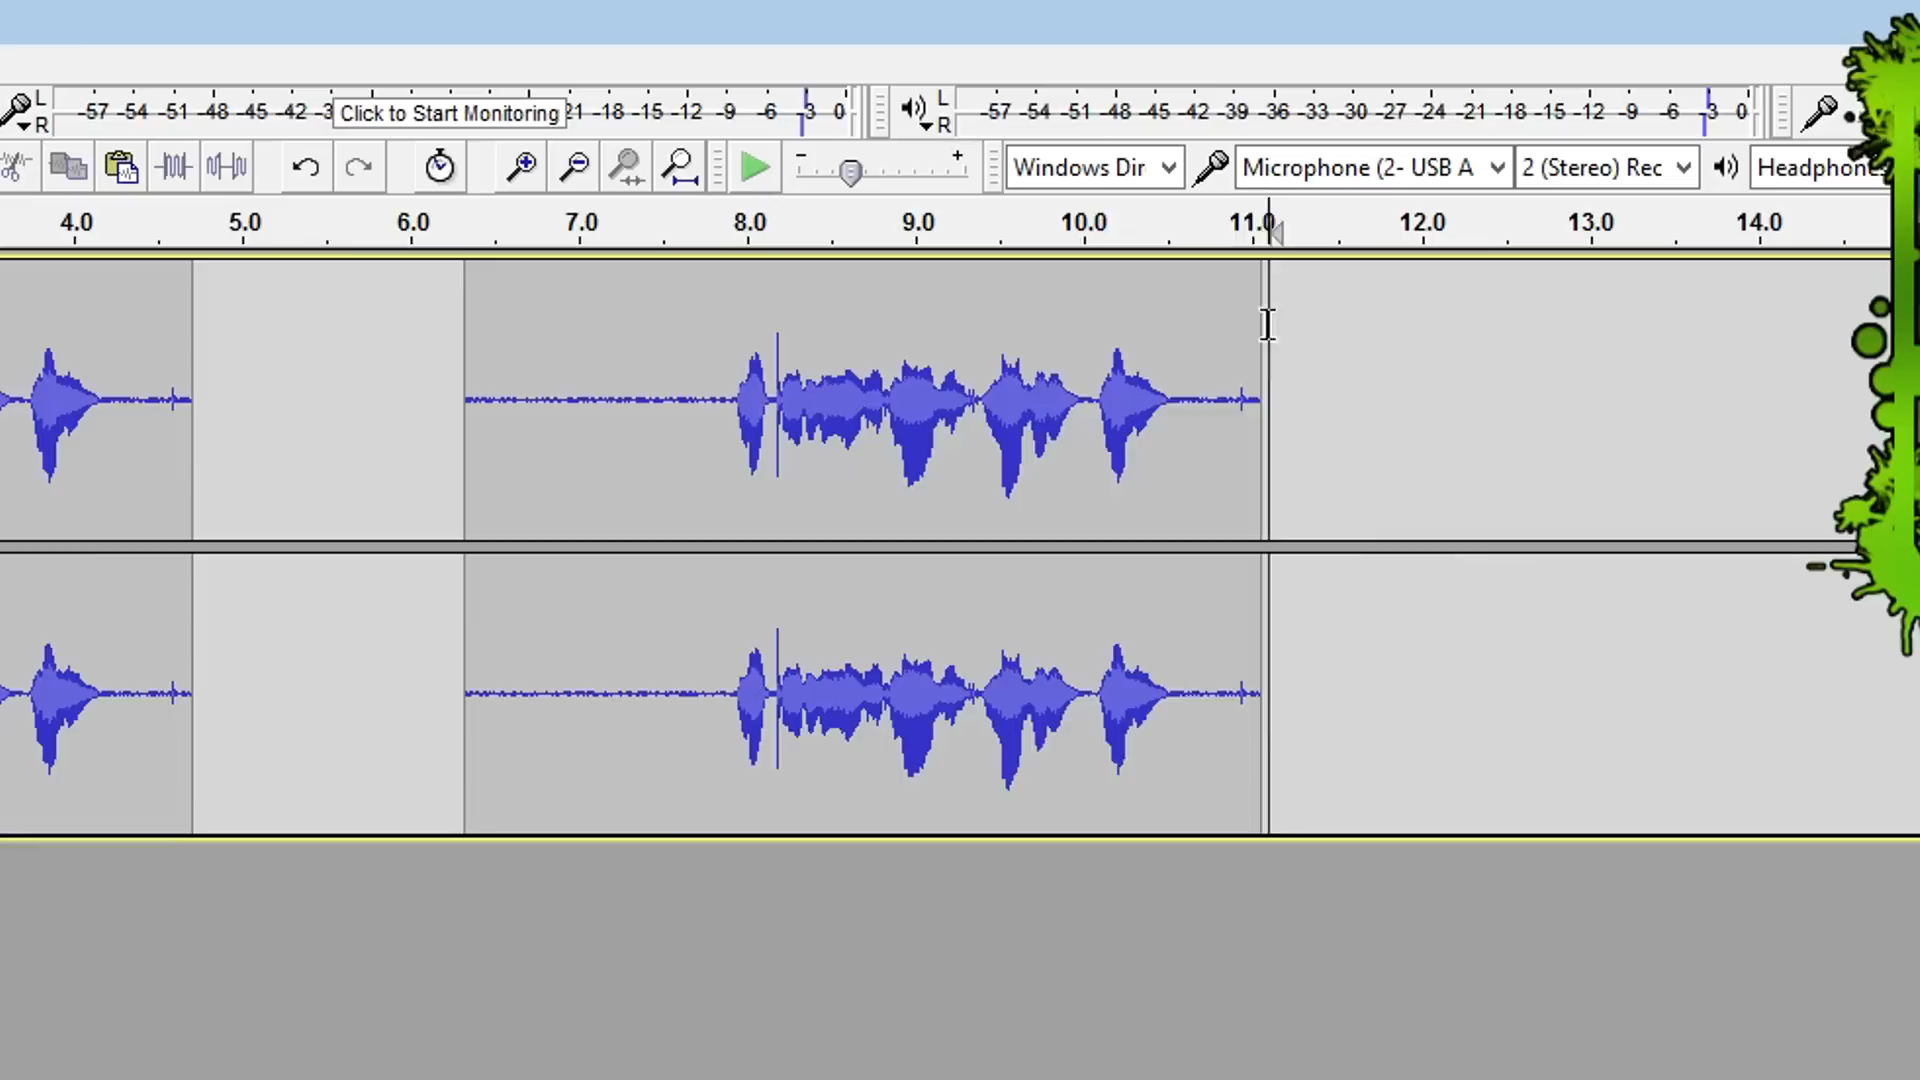 L
R
-57 -54 -51 -48 -45 -42 -3 Click to Start Monitoring 21 -18 -15 -12 -9 -6 -3 0
L
R
-57 -54 -51 -48 -45 -42 -39 -36 -33 -30 -27 -24 -21 -18 -15 -12 -9 -6 -3 0
- +
Windows Dir
Microphone (2- USB A
2 (Stereo) Rec
Headphones
4.0 5.0 6.0 7.0 8.0 9.0 10.0 11.0 12.0 13.0 14.0